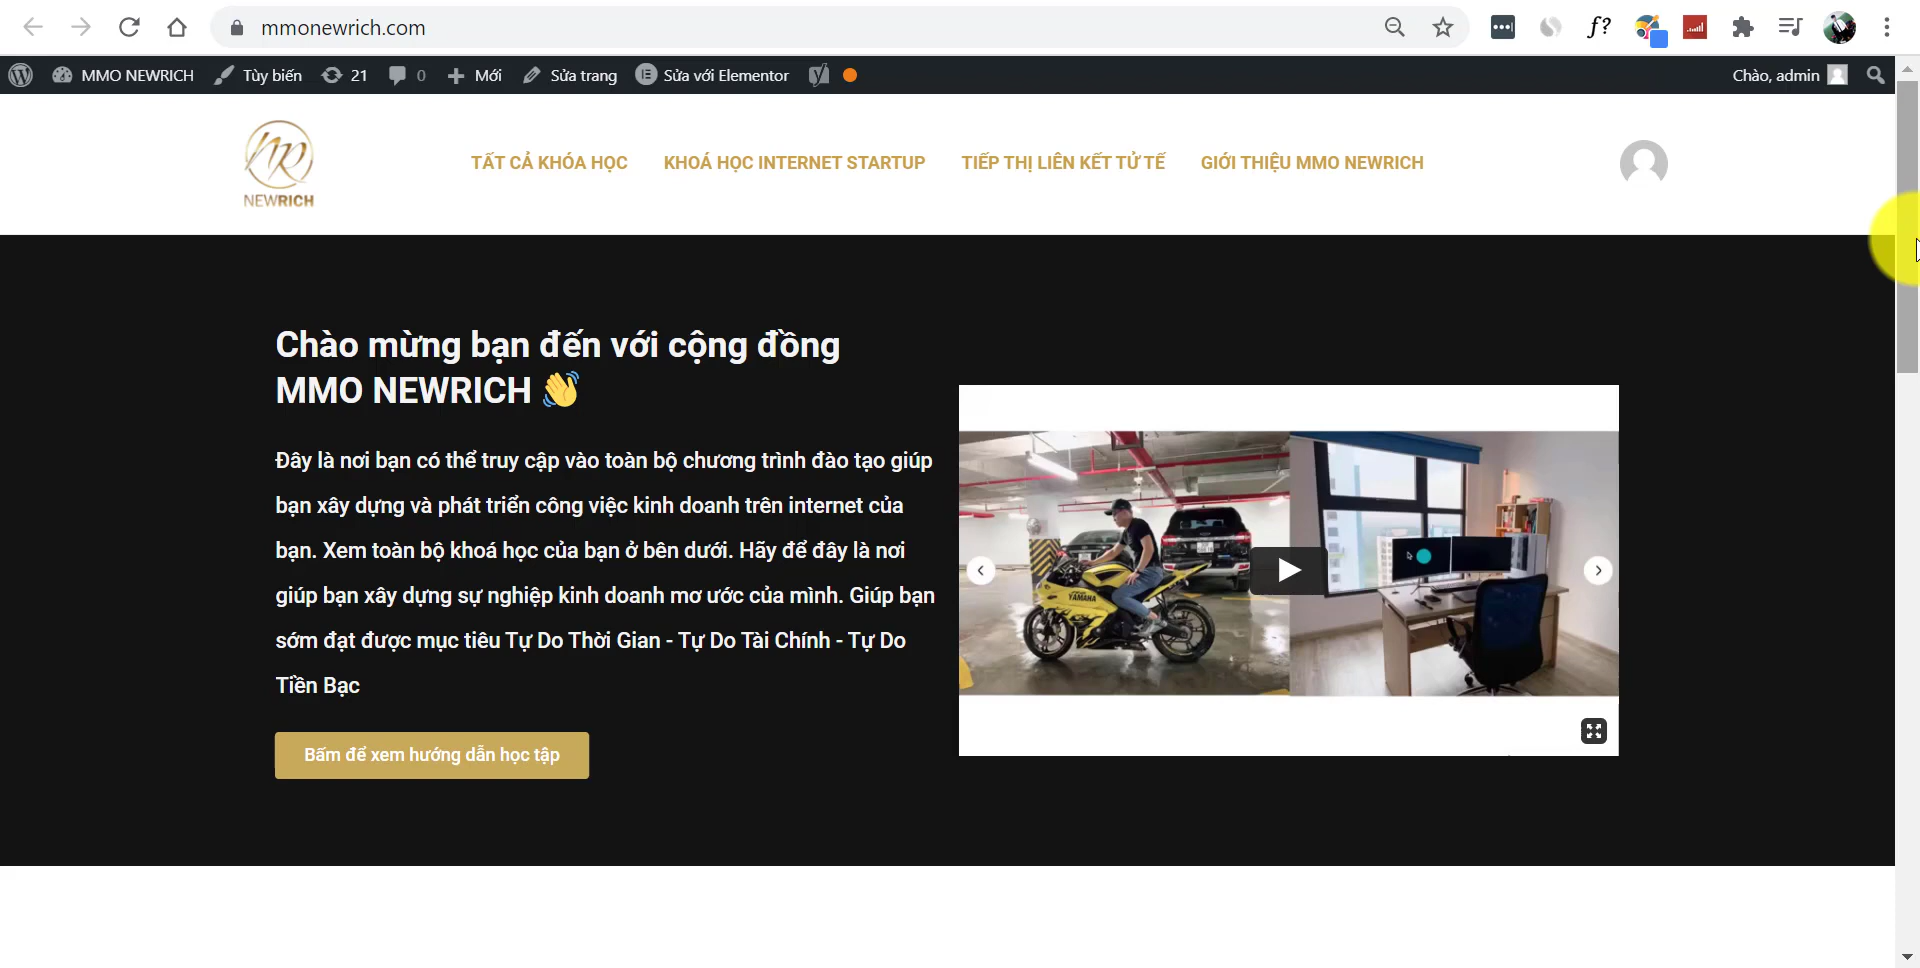 mmonewrich.com
f?
MMO NEWRICH Tùy biến 21 0 Mới Sửa trang Sửa với Elementor
Chào, admin
NEWRICH
TẤT CẢ KHÓA HỌC KHOÁ HỌC INTERNET STARTUP TIẾP THỊ LIÊN KẾT TỬ TẾ GIỚI THIỆU MMO NEWRICH
Chào mừng bạn đến với cộng đồng
MMO NEWRICH 👋
Đây là nơi bạn có thể truy cập vào toàn bộ chương trình đào tạo giúp
bạn xây dựng và phát triển công việc kinh doanh trên internet của
bạn. Xem toàn bộ khoá học của bạn ở bên dưới. Hãy để đây là nơi
giúp bạn xây dựng sự nghiệp kinh doanh mơ ước của mình. Giúp bạn
sớm đạt được mục tiêu Tự Do Thời Gian - Tự Do Tài Chính - Tự Do
Tiền Bạc
YAMAHA
Bấm để xem hướng dẫn học tập